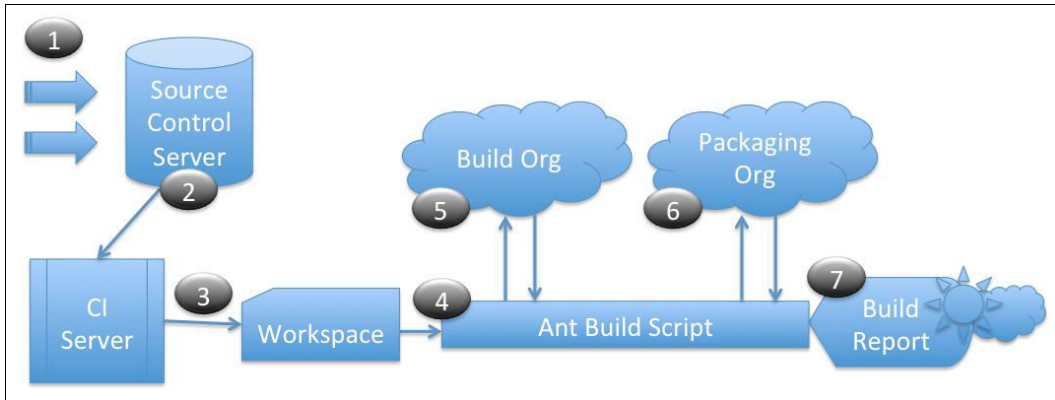 1
Source
Control
Server
2
CI
Server
3
Workspace
4
Ant Build Script
Build Org
5
Packaging
Org
6
7
Build
Report